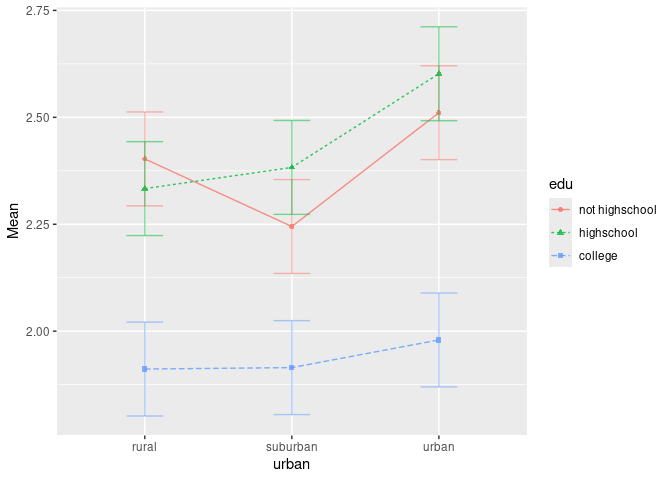 2.75
2.50
2.25
2.00
Mean
rural
suburban
urban
urban
edu
not highschool
highschool
college